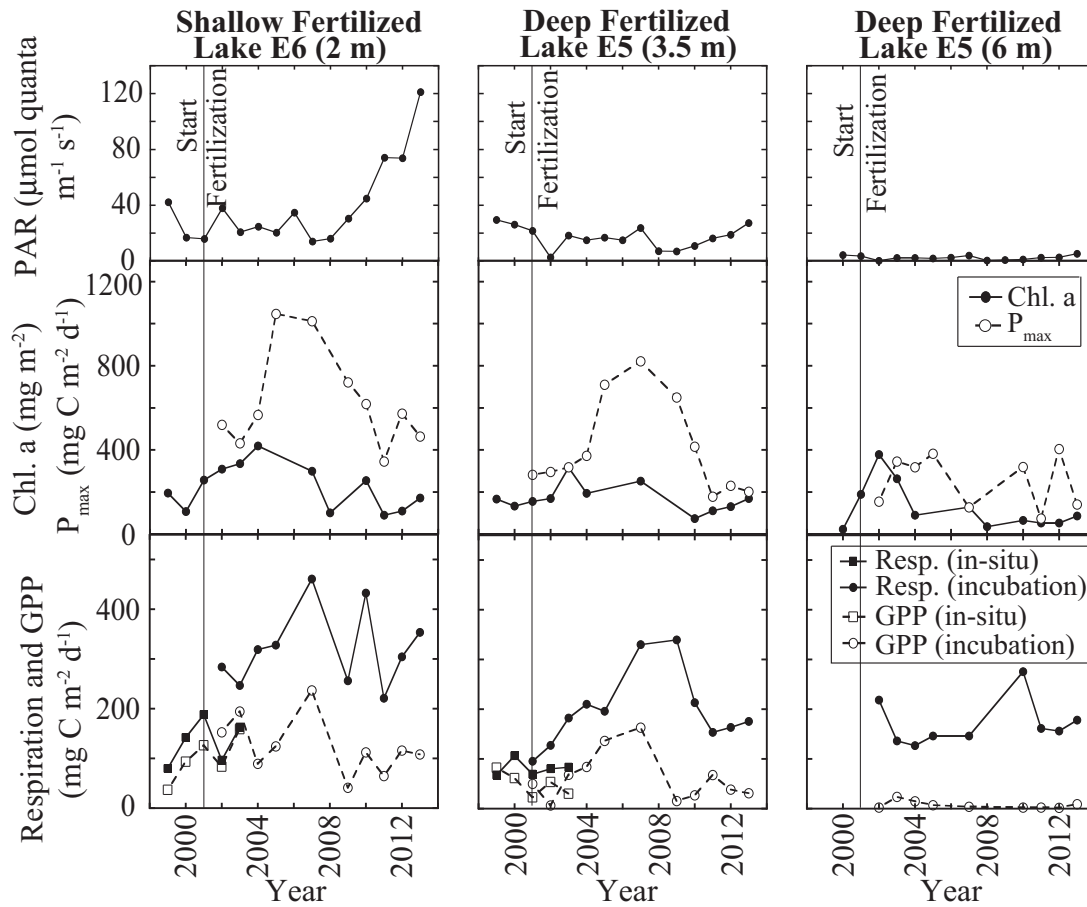 Shallow Fertilized
Lake E6 (2 m)
Deep Fertilized
Lake E5 (3.5 m)
Deep Fertilized
Lake E5 (6 m)
PAR (µmol quanta
m⁻¹ s⁻¹)
120
80
40
0
Start
Fertilization
Start
Fertilization
Start
Fertilization
Chl. a (mg m⁻²)
P_max (mg C m⁻² d⁻¹)
1200
800
400
0
Chl. a
P_max
Respiration and GPP
(mg C m⁻² d⁻¹)
400
200
0
Resp. (in-situ)
Resp. (incubation)
GPP (in-situ)
GPP (incubation)
2000 2004 2008 2012
2000 2004 2008 2012
2000 2004 2008 2012
Year
Year
Year